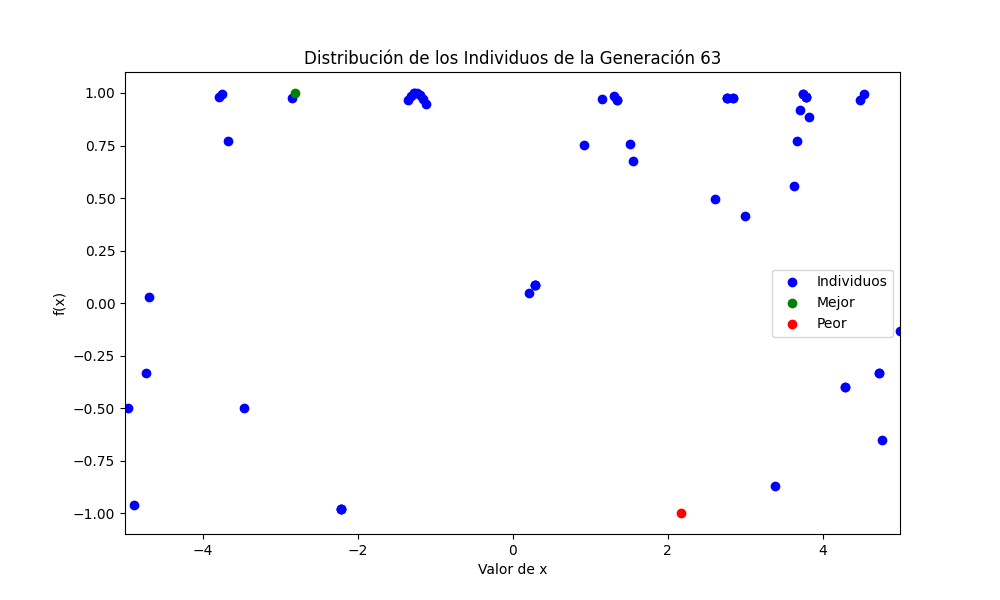 Distribución de los Individuos de la Generación 63
f(x)
1.00
0.75
0.50
0.25
0.00
−0.25
−0.50
−0.75
−1.00
Individuos
Mejor
Peor
−4
−2
0
2
4
Valor de x